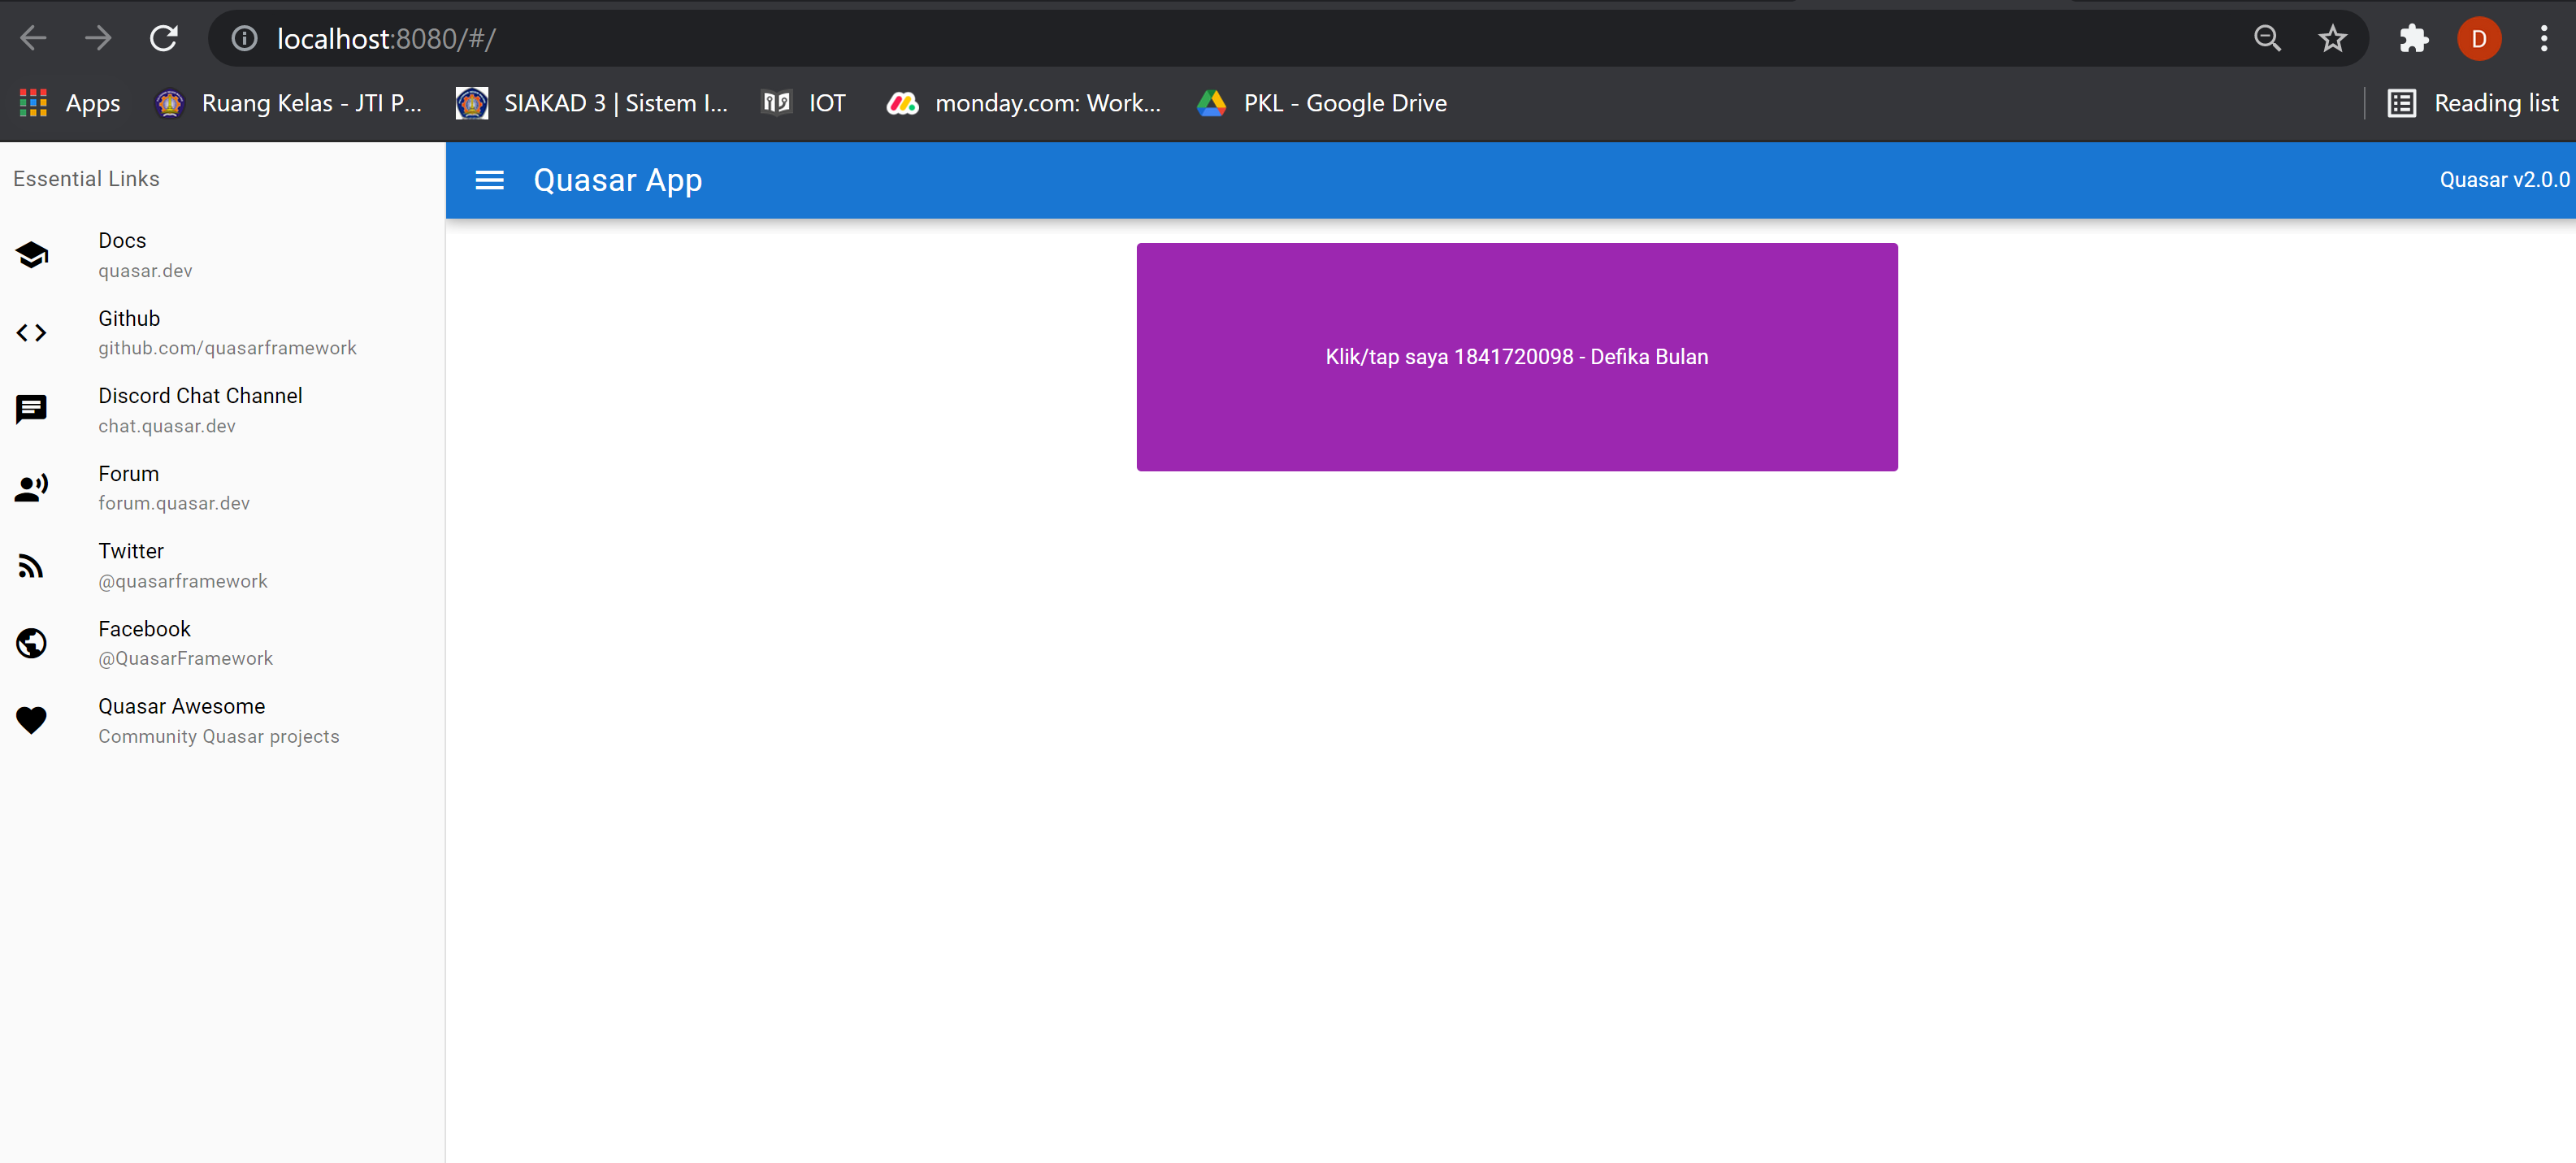 localhost:8080/#/
D
Apps
Ruang Kelas - JTI P...
SIAKAD 3 | Sistem I...
IOT
monday.com: Work...
PKL - Google Drive
Reading list
Essential Links
Quasar App
Quasar v2.0.0
Docs
quasar.dev
Github
github.com/quasarframework
Discord Chat Channel
chat.quasar.dev
Forum
forum.quasar.dev
Twitter
@quasarframework
Facebook
@QuasarFramework
Quasar Awesome
Community Quasar projects
Klik/tap saya 1841720098 - Defika Bulan